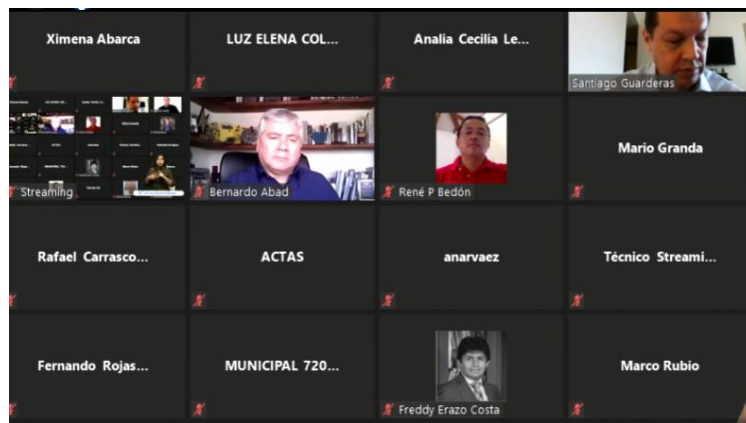 Ximena Abarca
LUZ ELENA COL...
Analia Cecilia Le...
Santiago Guarderas
Streaming
Bernardo Abad
René P Bedón
Mario Granda
Rafael Carrasco...
ACTAS
anarvaez
Técnico Streami...
Fernando Rojas...
MUNICIPAL 720...
Freddy Erazo Costa
Marco Rubio